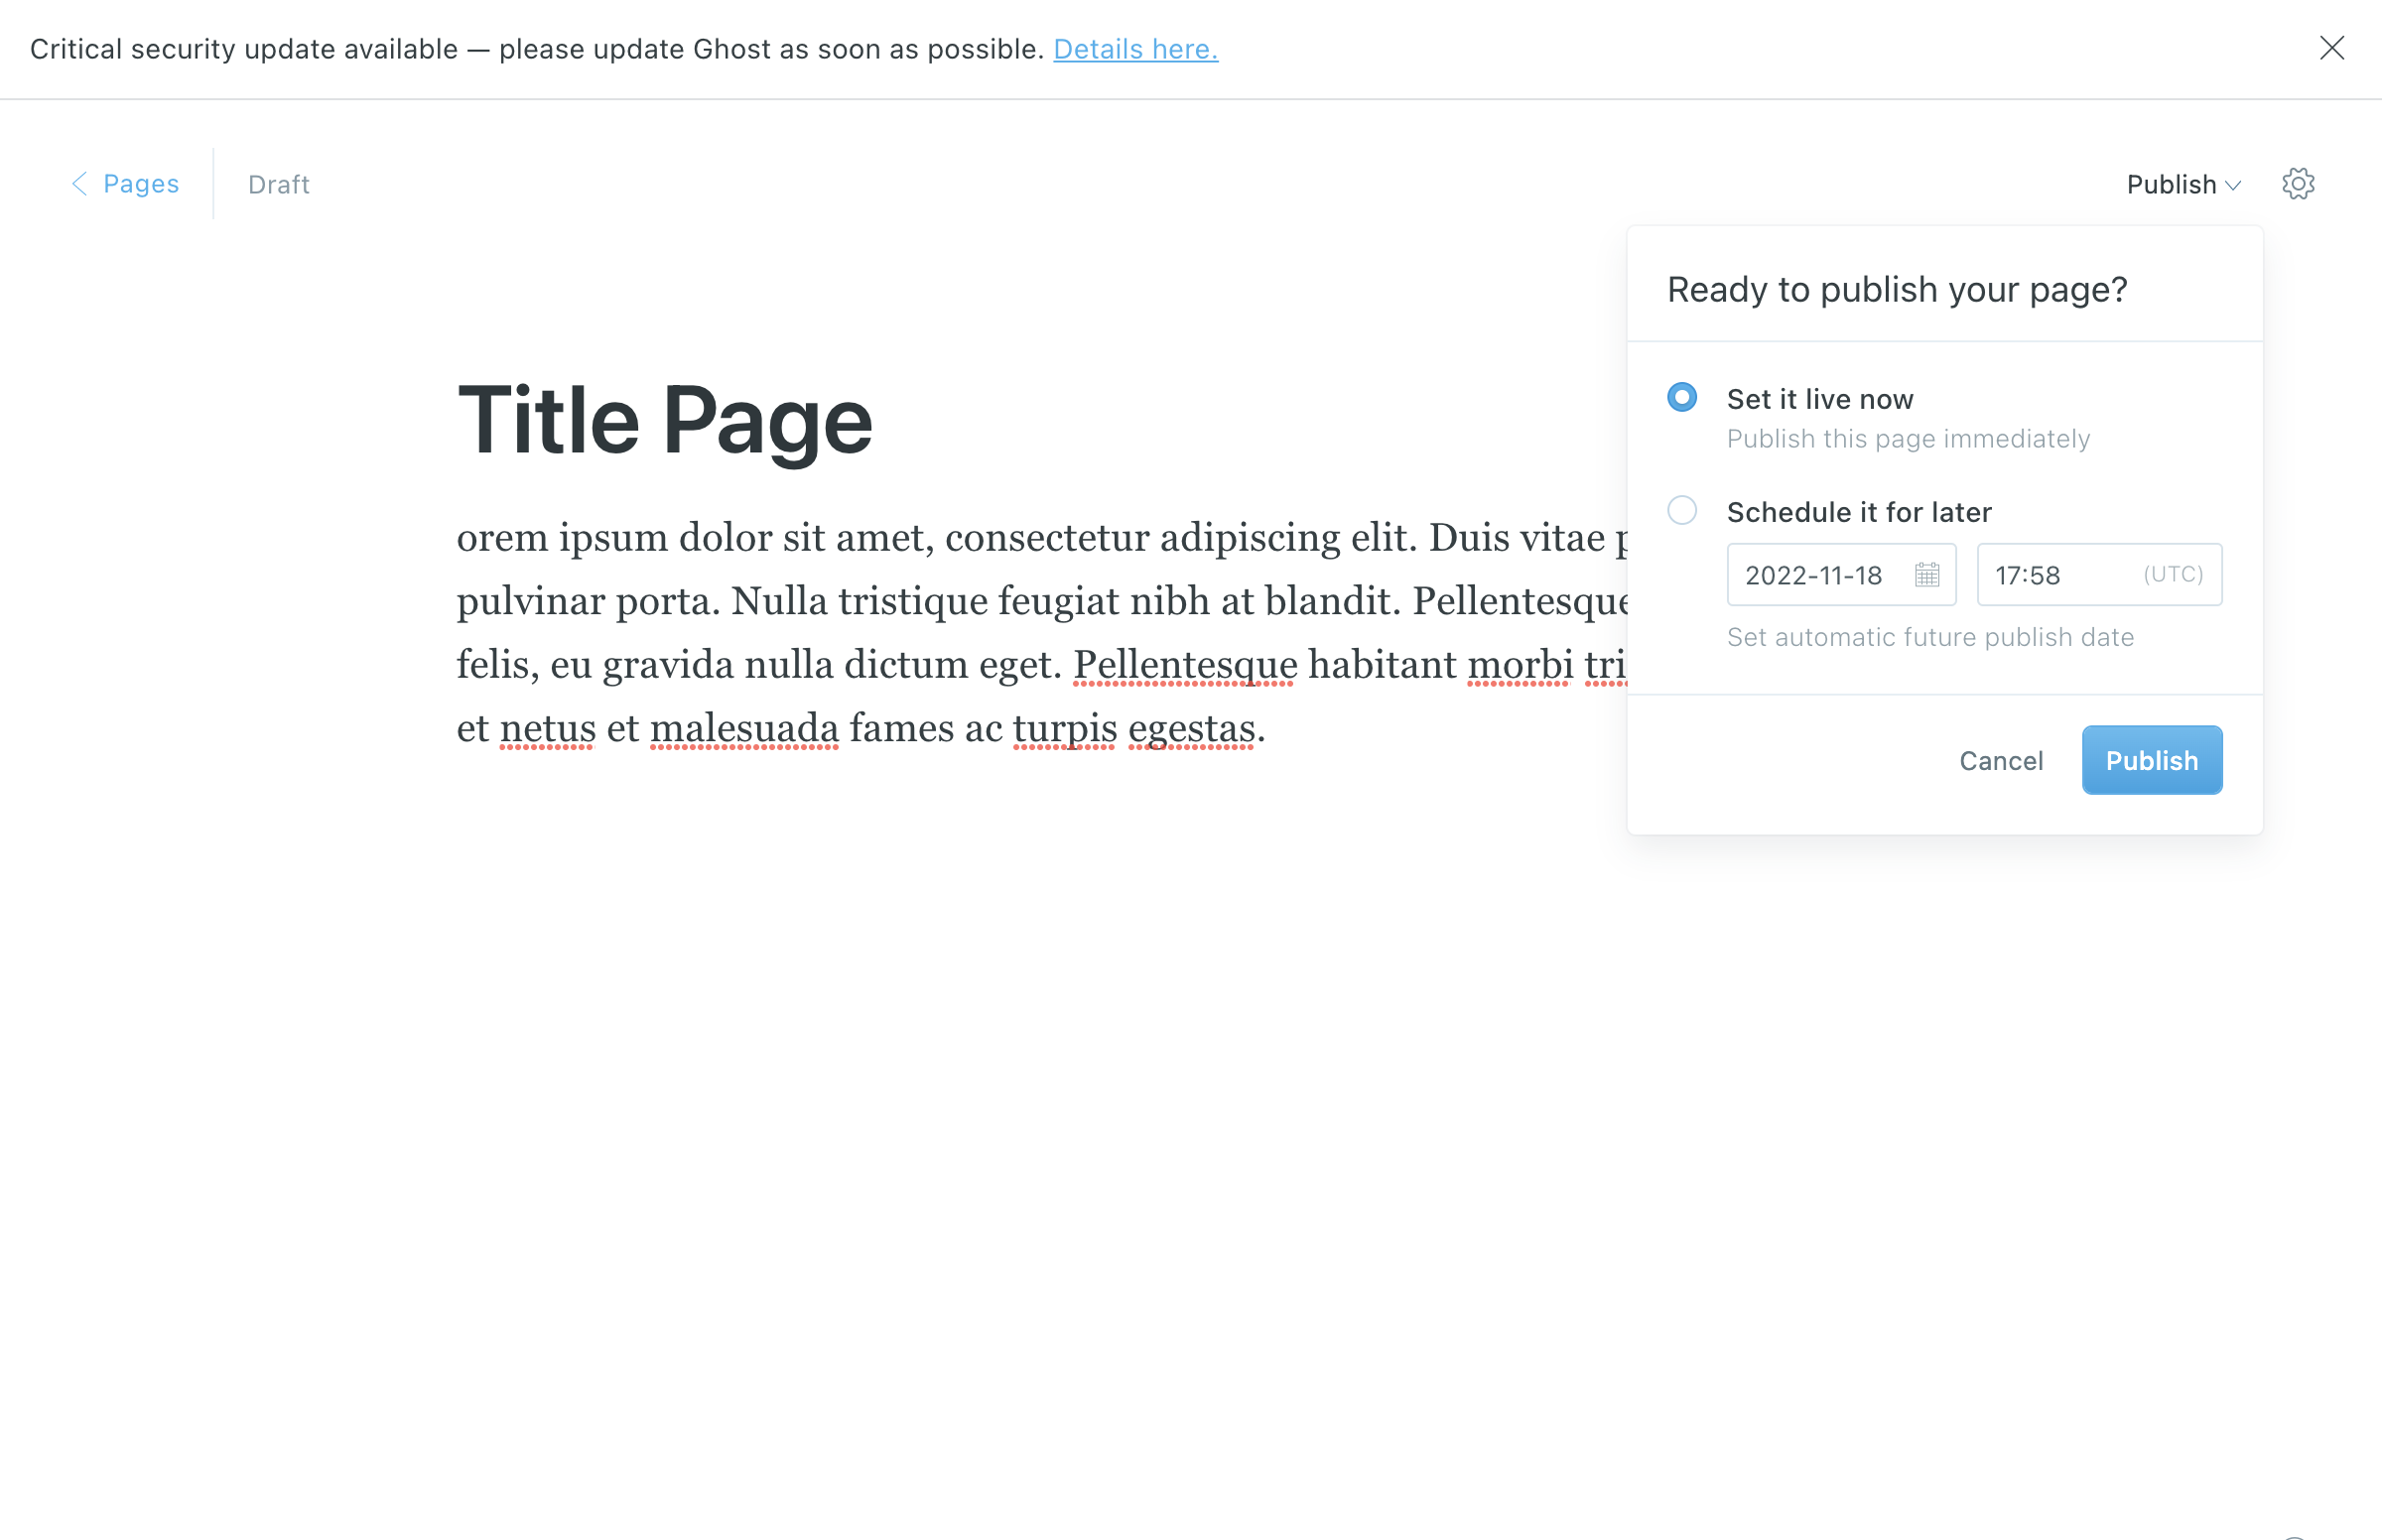 Critical security update available — please update Ghost as soon as possible. Details here.
Pages
Draft
Publish
Ready to publish your page?
Set it live now
Publish this page immediately
Schedule it for later
2022-11-18
17:58 (UTC)
Set automatic future publish date
Cancel
Publish
Title Page
orem ipsum dolor sit amet, consectetur adipiscing elit. Duis vitae
pulvinar porta. Nulla tristique feugiat nibh at blandit. Pellentesque
felis, eu gravida nulla dictum eget. Pellentesque habitant morbi tri
et netus et malesuada fames ac turpis egestas.